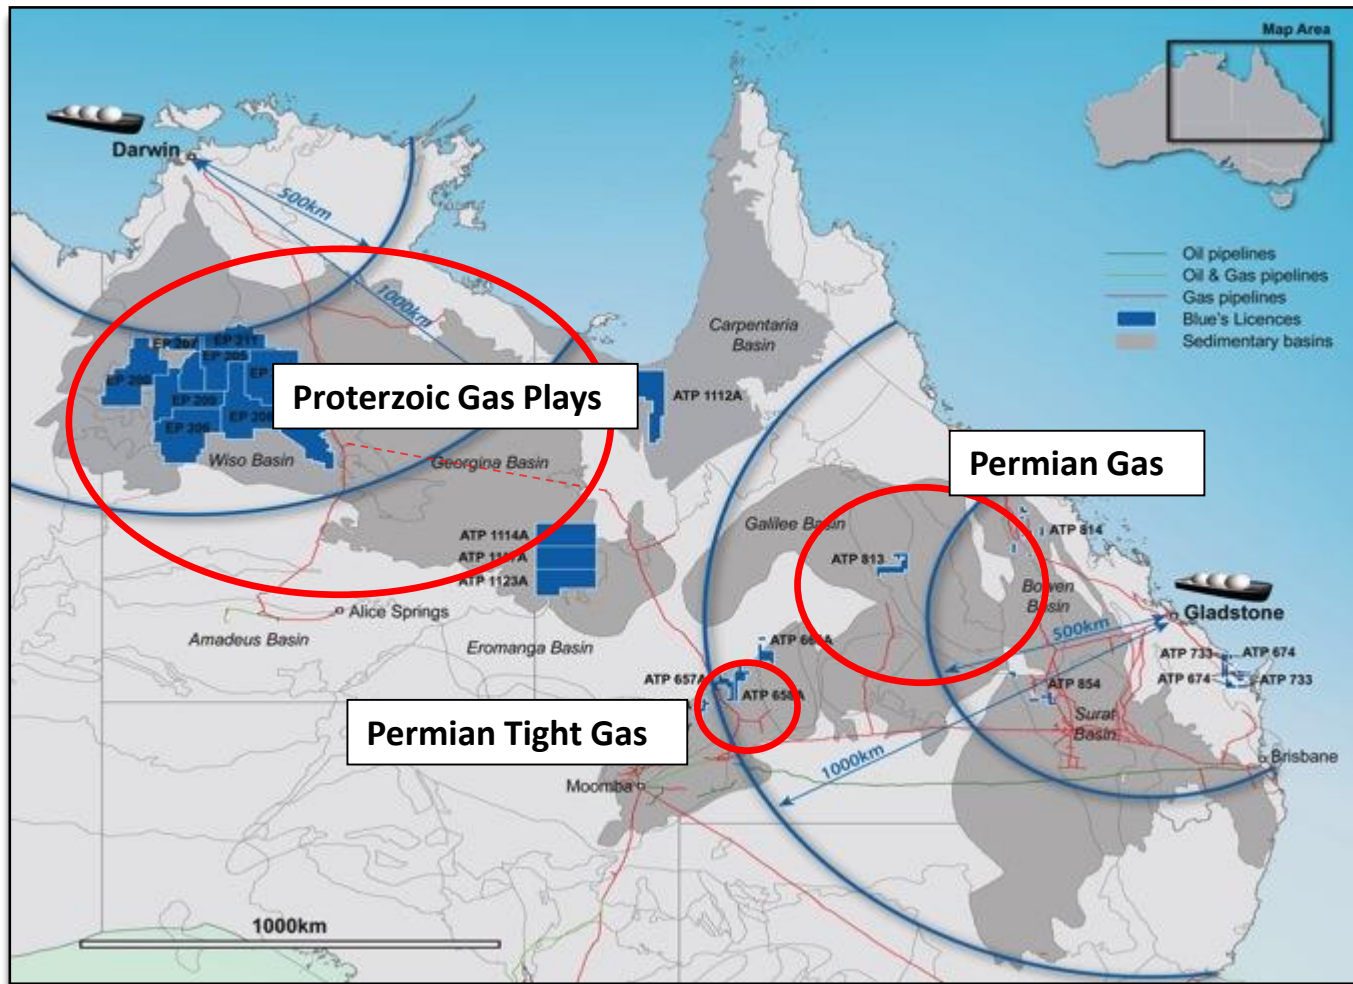 Map Area
Darwin
500km
1000km
Oil pipelines
Oil & Gas pipelines
Gas pipelines
Blue's Licences
Sedimentary basins
Carpentaria
Basin
EP 207
EP 211
EP 205
EP 208
EP 209
EP 206
Proterzoic Gas Plays
ATP 1112A
Wiso Basin
Georgina Basin
Permian Gas
Galilee Basin
ATP 814
ATP 813
ATP 1114A
ATP 1123A
Bowen
Basin
Gladstone
500km
Alice Springs
Amadeus Basin
Eromanga Basin
ATP 733
ATP 674
ATP 674
ATP 733
ATP 657A
ATP 658A
ATP 854
Permian Tight Gas
Surat
Basin
1000km
Brisbane
Moomba
1000km